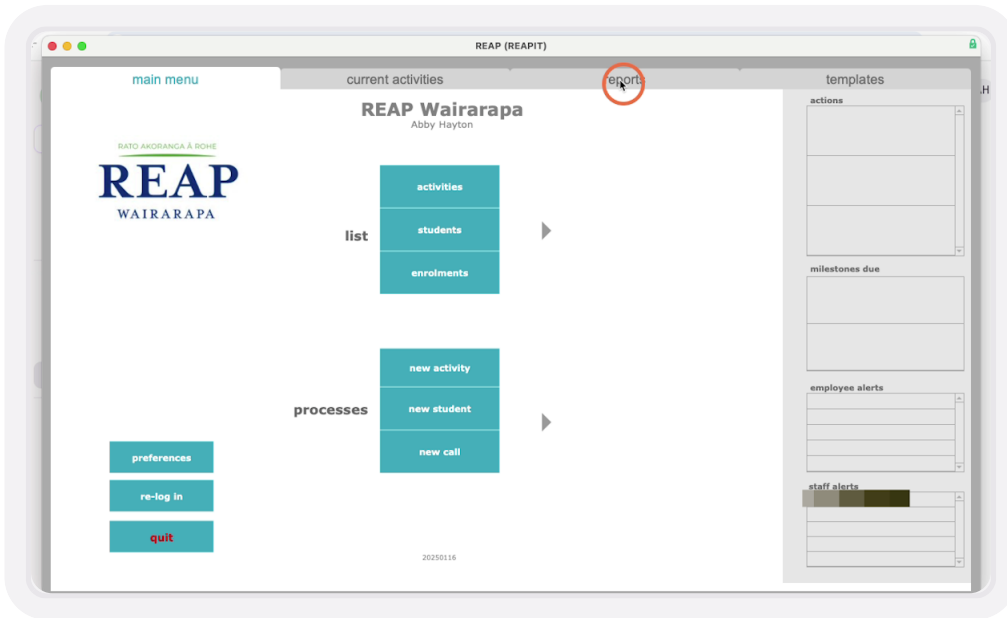 REAP (REAPIT)
main menu
current activities
reports
templates
REAP Wairarapa
Abby Hayton
RATO AKORANGA Ā ROHE
REAP
WAIRARAPA
list
activities
students
enrolments
processes
new activity
new student
new call
preferences
re-log in
quit
20250116
actions
milestones due
employee alerts
staff alerts
H